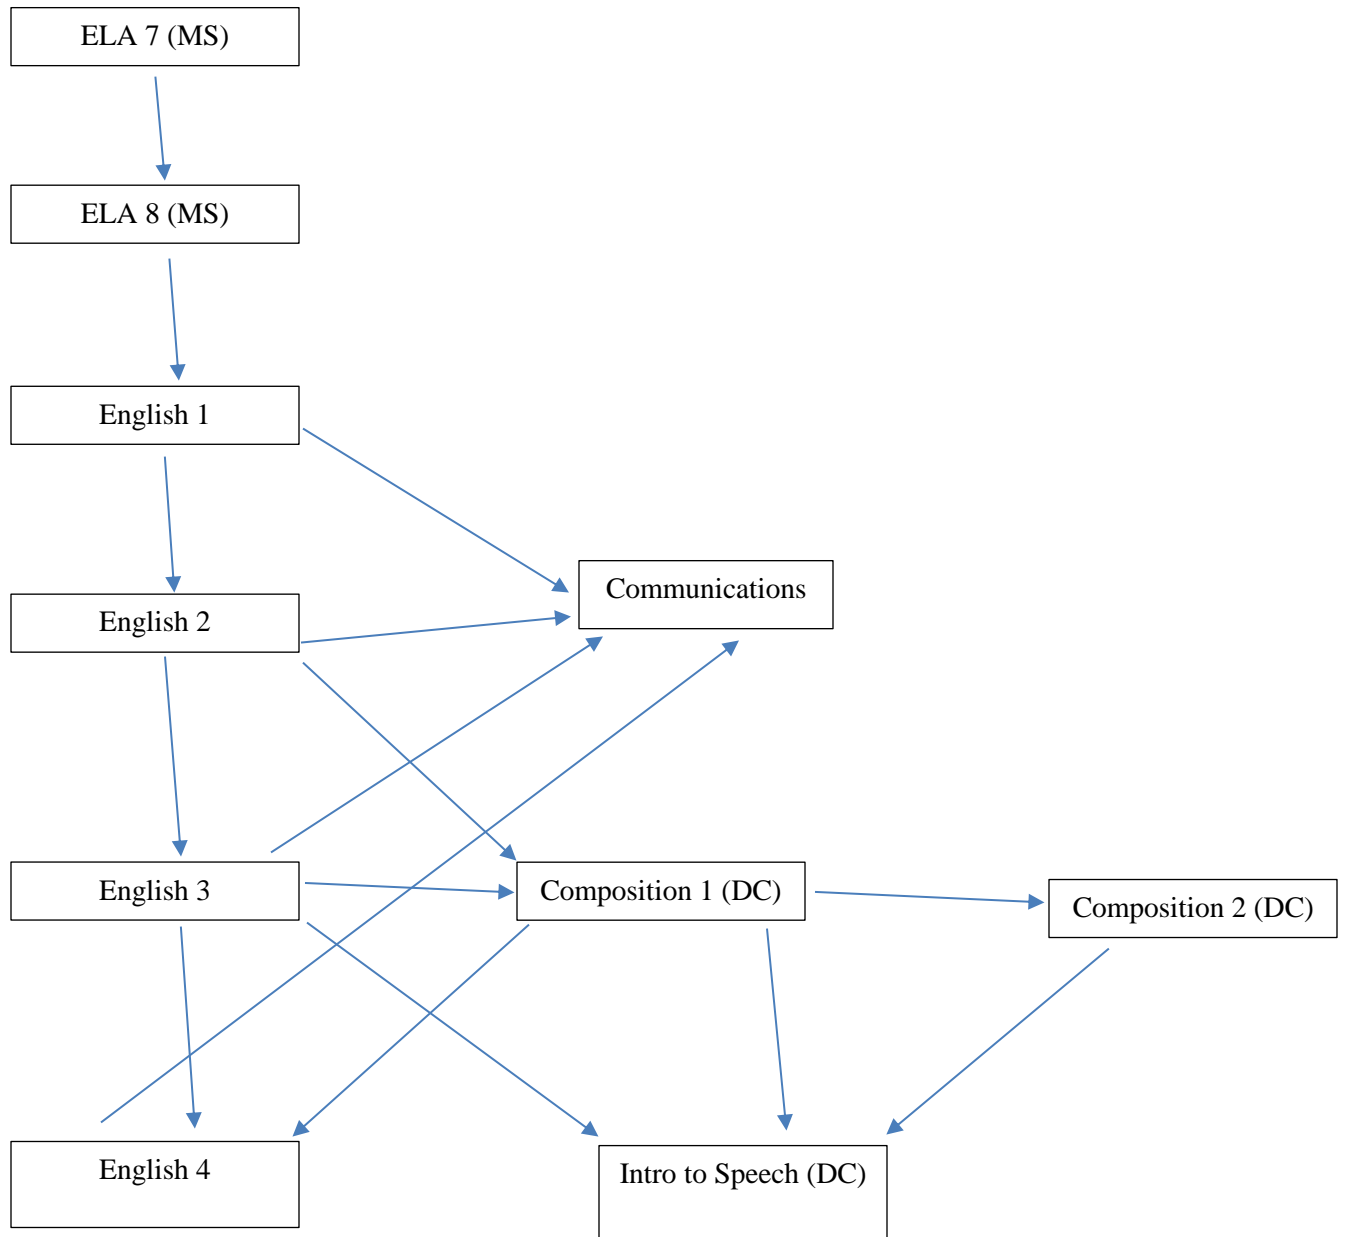 ELA 7 (MS)
ELA 8 (MS)
English 1
Communications
English 2
English 3
Composition 1 (DC)
Composition 2 (DC)
English 4
Intro to Speech (DC)